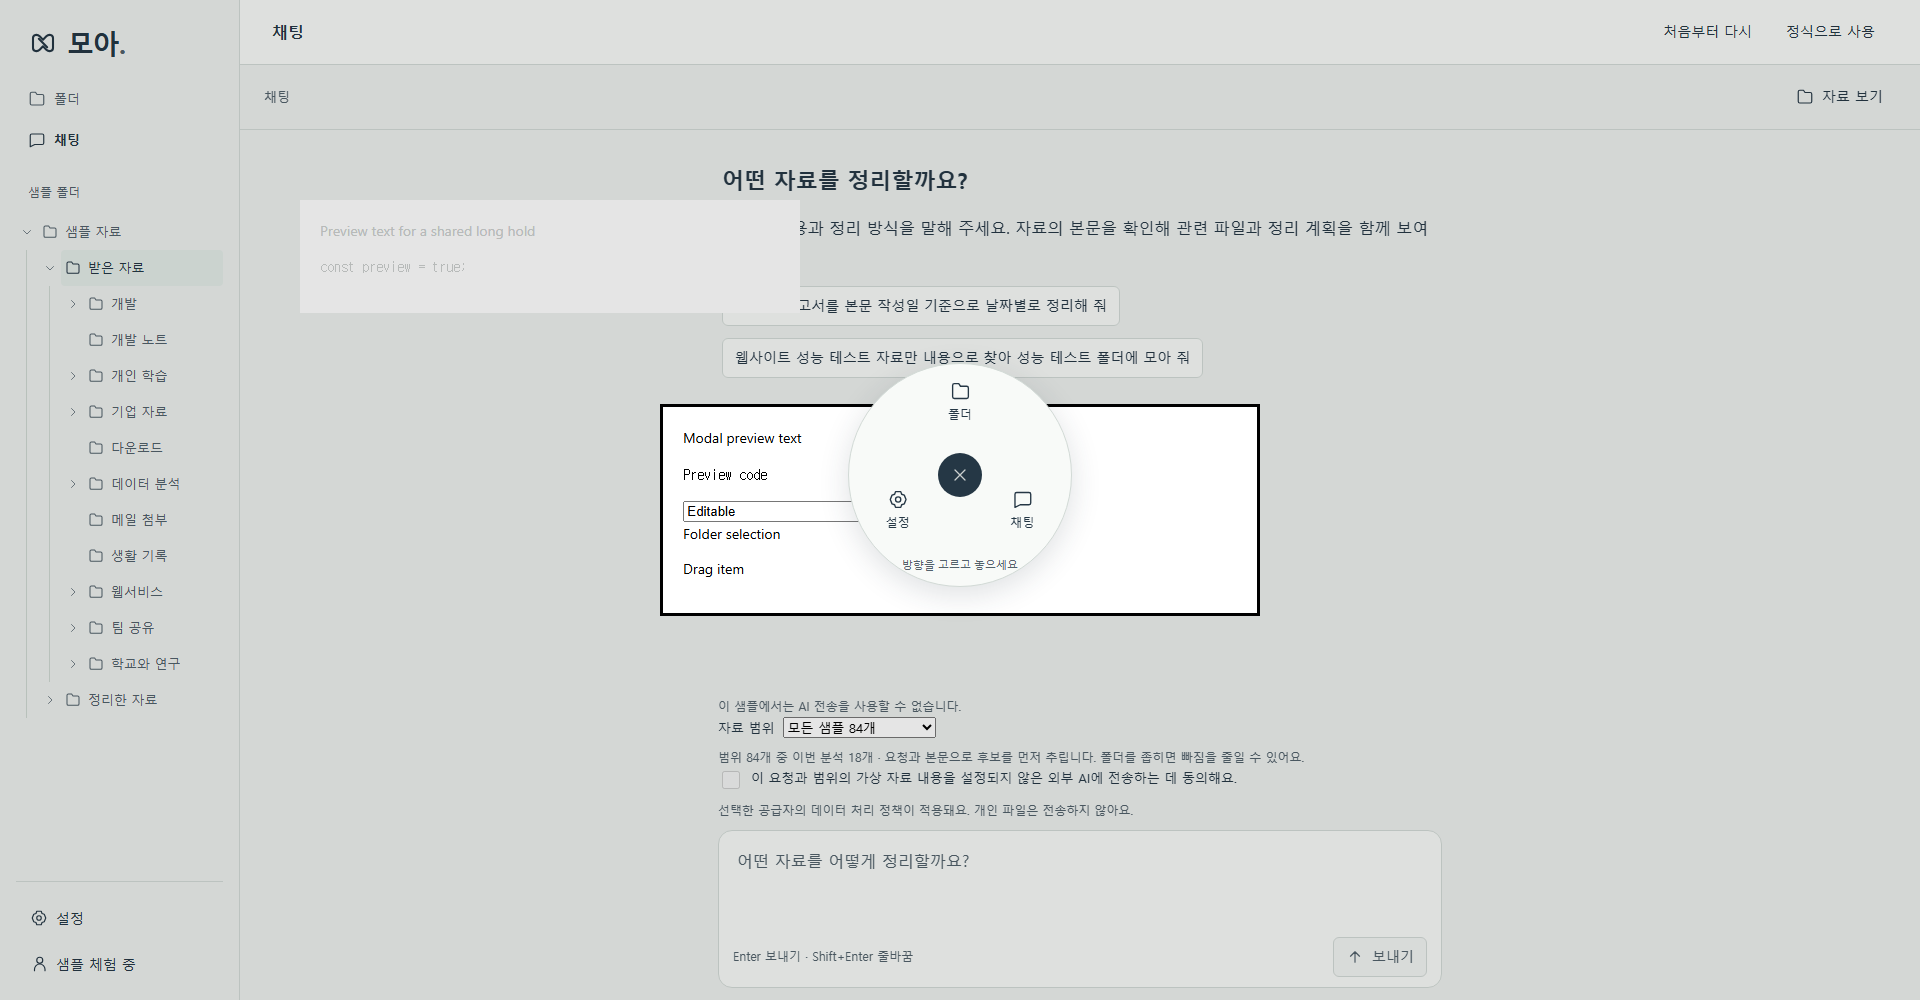 모아.
폴더
채팅
샘플 폴더
샘플 자료
받은 자료
개발
개발 노트
개인 학습
기업 자료
다운로드
데이터 분석
메일 첨부
생활 기록
웹서비스
팀 공유
학교와 연구
정리한 자료
설정
샘플 체험 중
채팅
처음부터 다시
정식으로 사용
채팅
자료 보기
어떤 자료를 정리할까요?
정리 방식을 말해 주세요. 자료의 본문을 확인해 관련 파일과 정리 계획을 함께 보여
Preview text for a shared long hold
const preview = true;
본문 작성일 기준으로 날짜별로 정리해 줘
웹사이트 성능 테스트 자료만 내용으로 찾아 성능 테스트 폴더에 모아 줘
Modal preview text
Preview code
Editable
Folder selection
Drag item
폴더
설정
채팅
방향을 고르고 놓으세요
이 샘플에서는 AI 전송을 사용할 수 없습니다.
자료 범위 모든 샘플 84개
범위 84개 중 이번 분석 18개 · 요청과 본문으로 후보를 먼저 추립니다. 폴더를 좁히면 빠짐을 줄일 수 있어요.
이 요청과 범위의 가상 자료 내용을 설정되지 않은 외부 AI에 전송하는 데 동의해요.
선택한 공급자의 데이터 처리 정책이 적용돼요. 개인 파일은 전송하지 않아요.
어떤 자료를 어떻게 정리할까요?
Enter 보내기 · Shift+Enter 줄바꿈
보내기